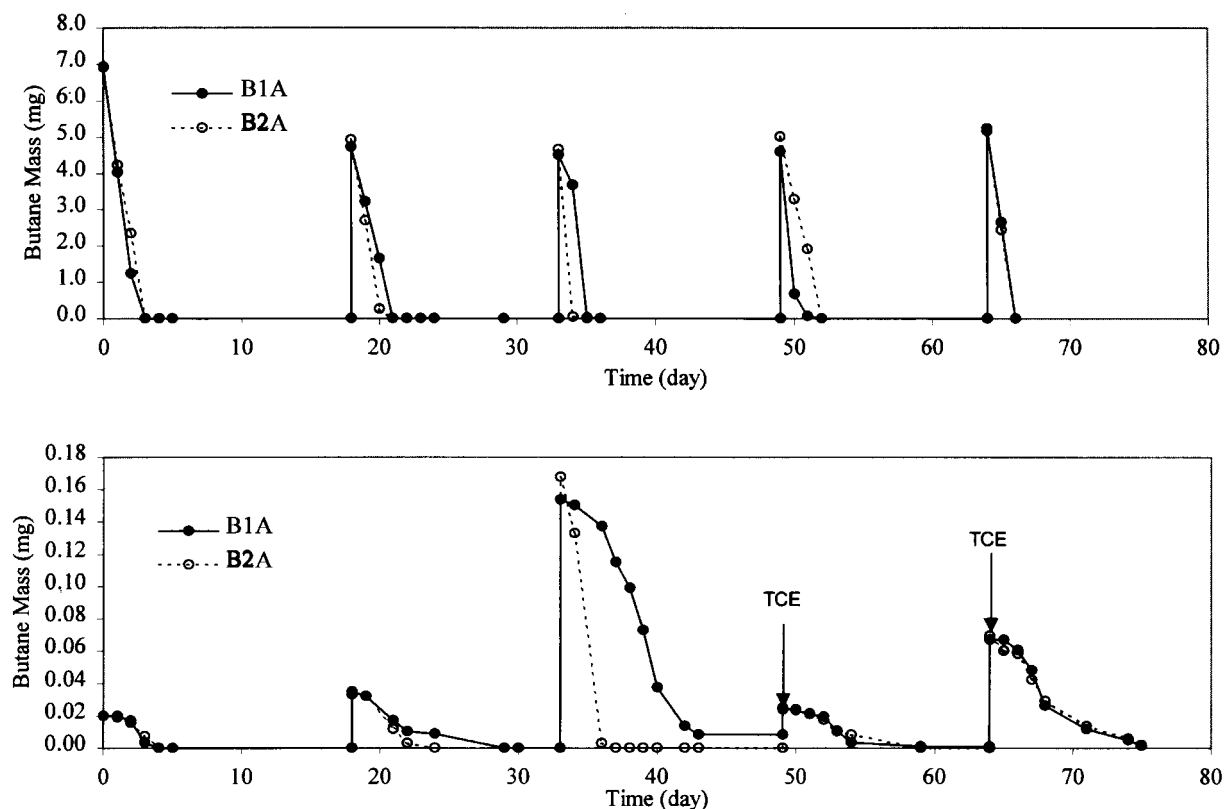 8.0
7.0
6.0
5.0
4.0
3.0
2.0
1.0
0.0
Butane Mass (mg)
B1A
B2A
0 10 20 30 40 50 60 70 80
Time (day)
0.18
0.16
0.14
0.12
0.10
0.08
0.06
0.04
0.02
0.00
Butane Mass (mg)
B1A
B2A
TCE
TCE
0 10 20 30 40 50 60 70 80
Time (day)